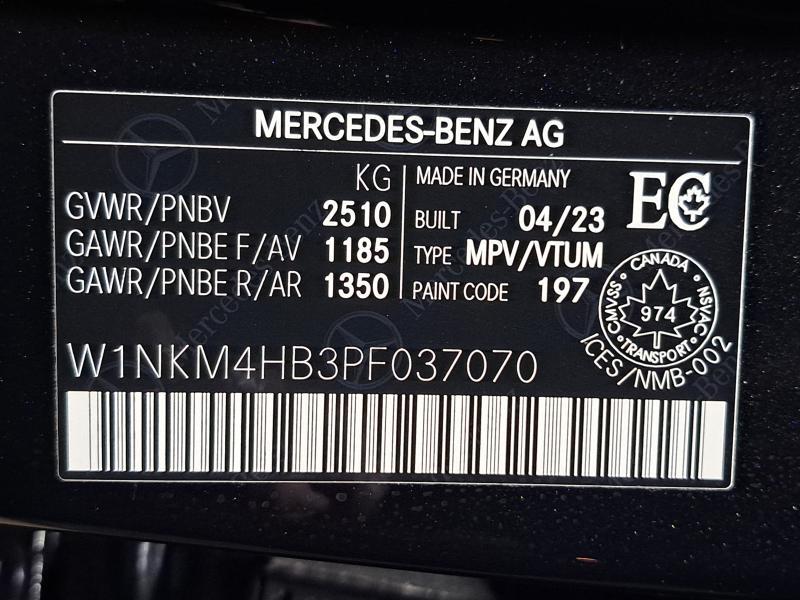 MERCEDES-BENZ AG
KG
GVWR/PNBV 2510
GAWR/PNBE F/AV 1185
GAWR/PNBE R/AR 1350
MADE IN GERMANY
BUILT 04/23
TYPE MPV/VTUM
PAINT CODE 197
EC
CANADA
CMVSS 974 NSVAC
TRANSPORT
ICES/NMB-002
W1NKM4HB3PF037070